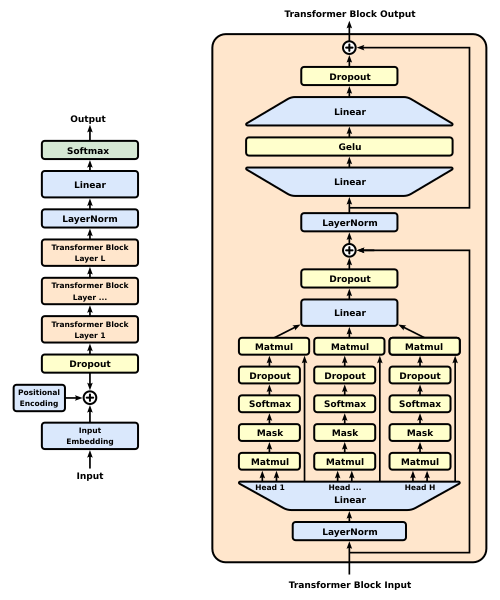 Output
Softmax
Linear
LayerNorm
Transformer Block
Layer L
Transformer Block
Layer ...
Transformer Block
Layer 1
Dropout
Positional
Encoding
Input
Embedding
Input
Transformer Block Output
Dropout
Linear
Gelu
Linear
LayerNorm
Dropout
Linear
Matmul Matmul Matmul
Dropout Dropout Dropout
Softmax Softmax Softmax
Mask Mask Mask
Matmul Matmul Matmul
Head 1 Head ... Head H
Linear
LayerNorm
Transformer Block Input